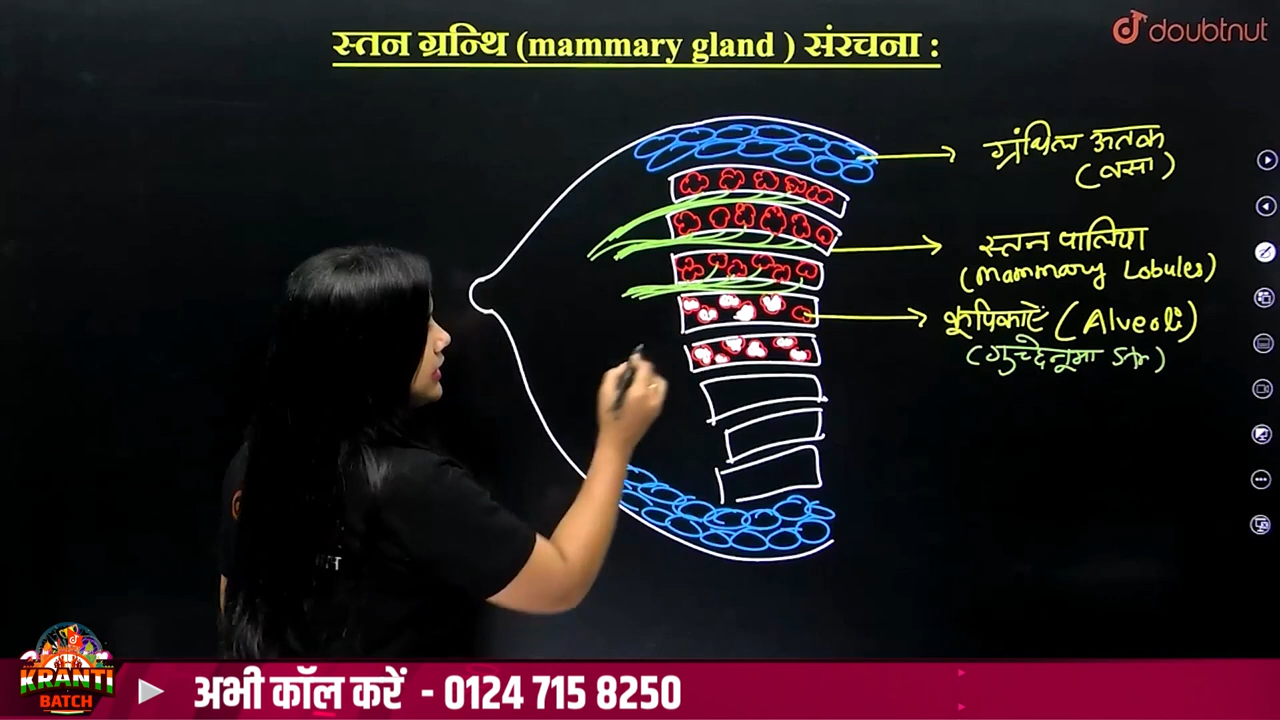 स्तन ग्रन्थि (mammary gland ) संरचना :
doubtnut
ग्रंथिल ऊतक
(वसा)
स्तन पालिया
(Mammary Lobules)
कूपिकाऐं (Alveoli)
(गुच्छेनुमा Str)
KRANTI
BATCH
अभी कॉल करें - 0124 715 8250